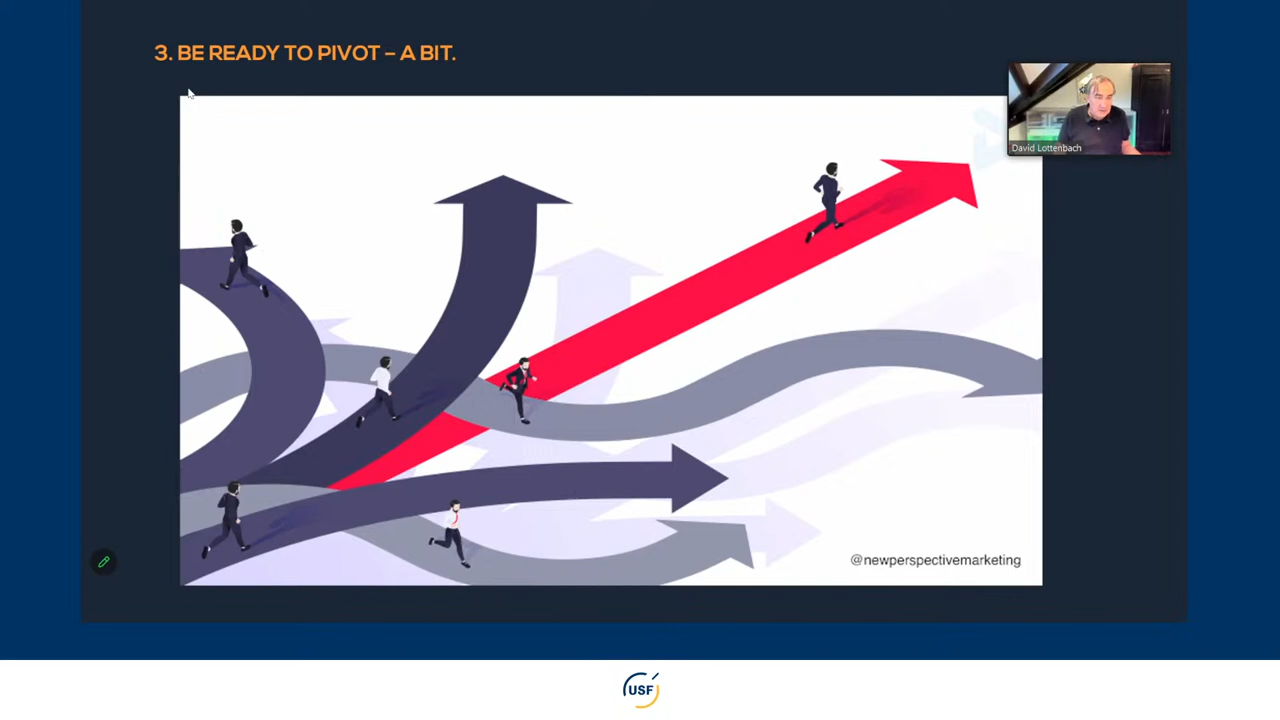 3. BE READY TO PIVOT – A BIT.
David Lottenbach
@newperspectivemarketing
USF